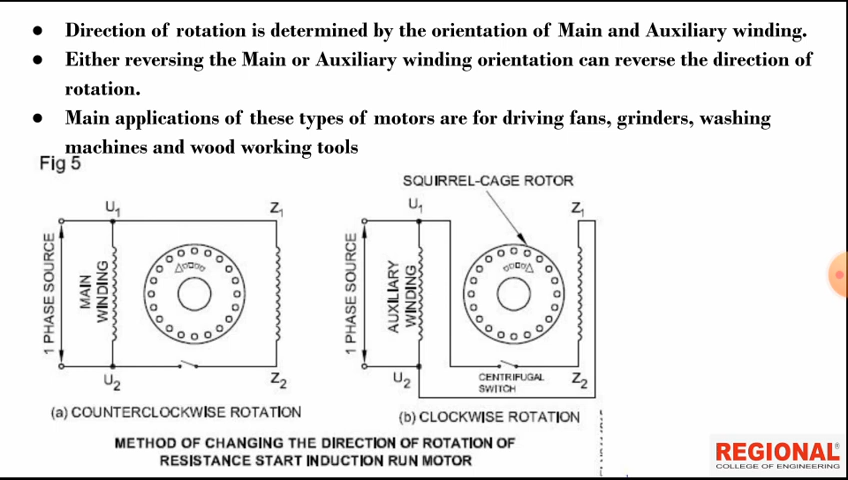 ● Direction of rotation is determined by the orientation of Main and Auxiliary winding.
● Either reversing the Main or Auxiliary winding orientation can reverse the direction of
rotation.
● Main applications of these types of motors are for driving fans, grinders, washing
machines and wood working tools
Fig 5
U1
Z1
1 PHASE SOURCE
MAIN
WINDING
U2
Z2
(a) COUNTERCLOCKWISE ROTATION
SQUIRREL-CAGE ROTOR
U1
Z1
1 PHASE SOURCE
AUXILIARY
WINDING
U2
CENTRIFUGAL
SWITCH
Z2
(b) CLOCKWISE ROTATION
METHOD OF CHANGING THE DIRECTION OF ROTATION OF
RESISTANCE START INDUCTION RUN MOTOR
REGIONAL®
COLLEGE OF ENGINEERING